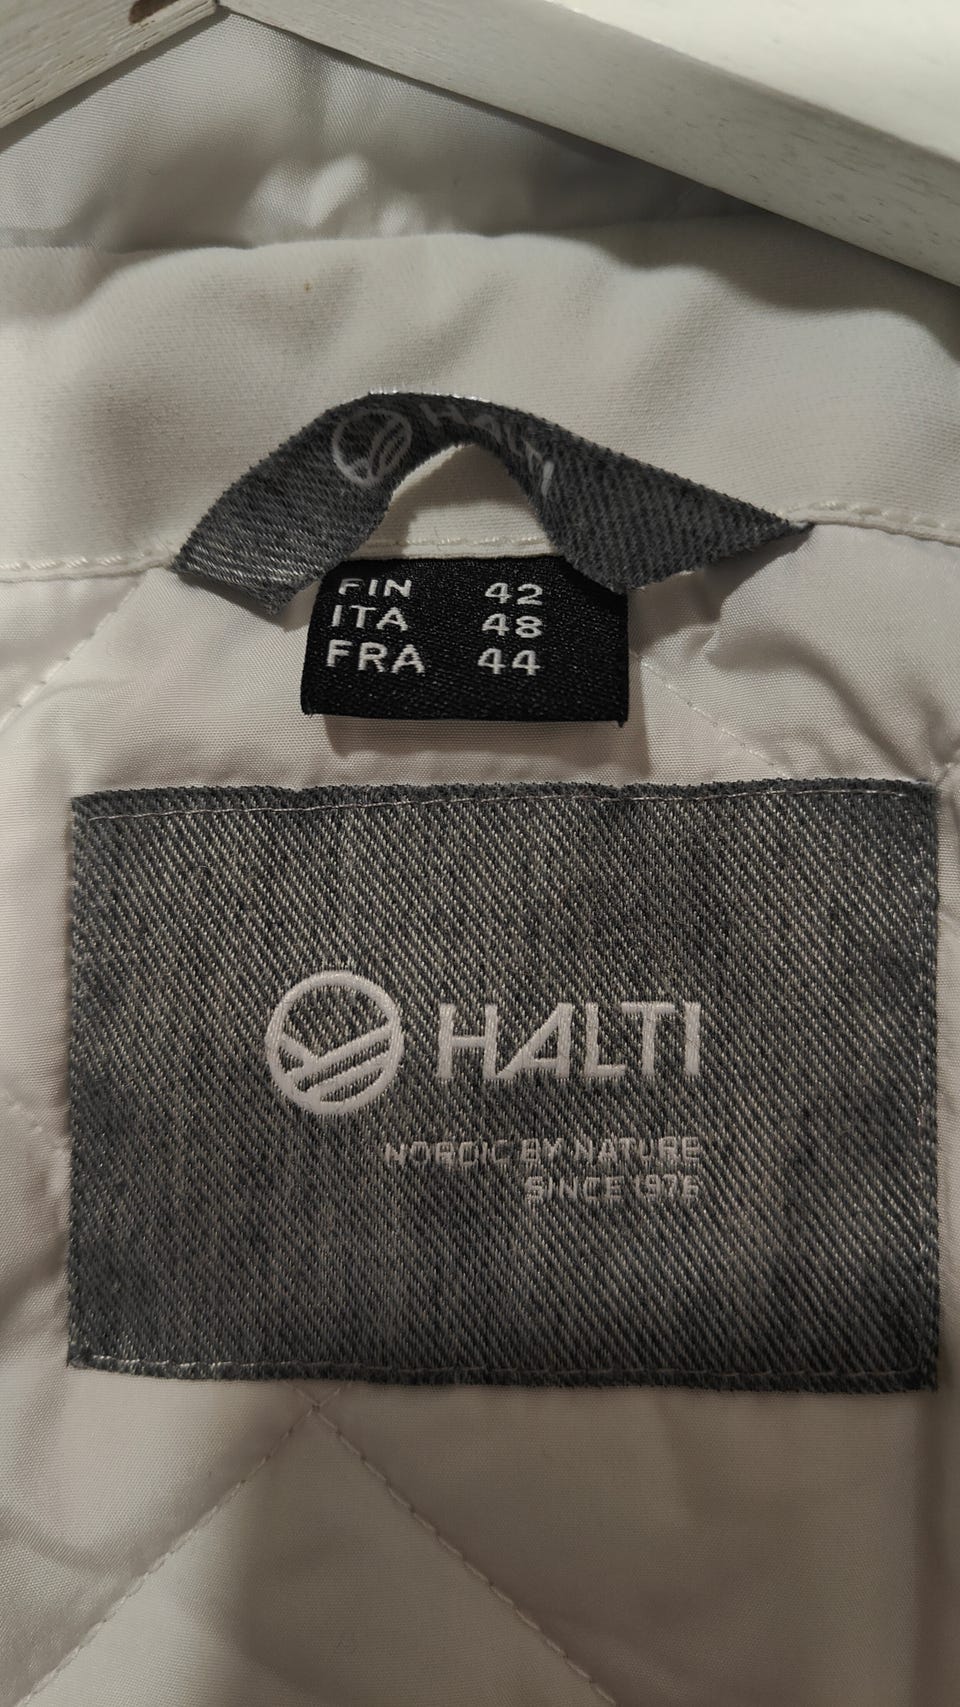 HALTI
FIN 42
ITA 48
FRA 44
HALTI
NORDIC BY NATURE
SINCE 1976